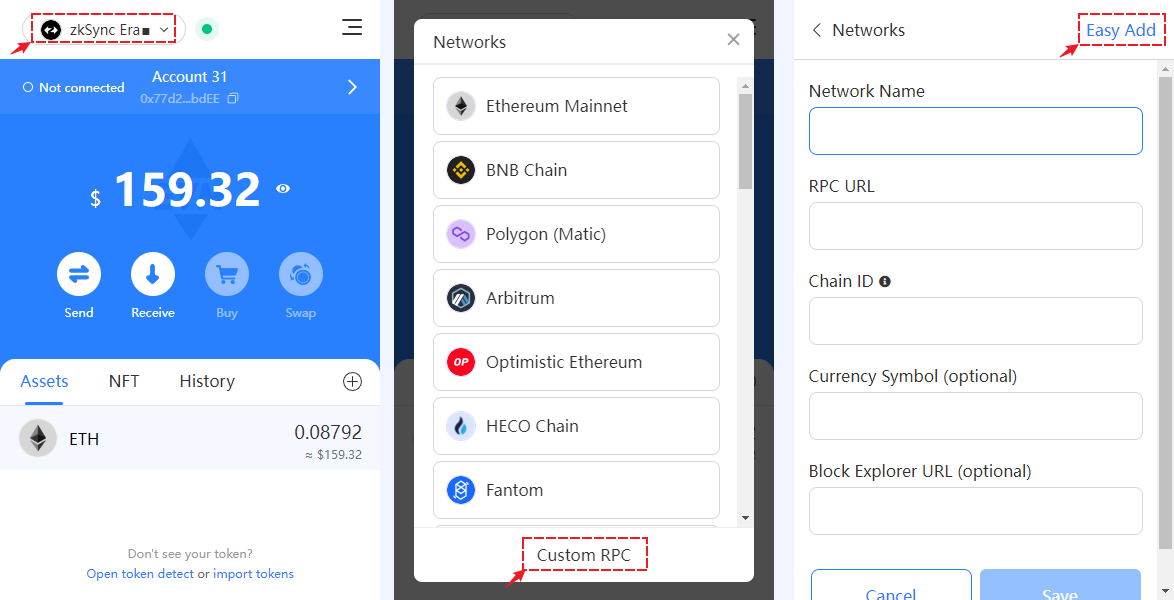 zkSync Era■
Not connected
Account 31
0x77d2...bdEE
$ 159.32
Send
Receive
Buy
Swap
Assets
NFT
History
ETH
0.08792
≈ $159.32
Don't see your token?
Open token detect or import tokens
Networks
Ethereum Mainnet
BNB Chain
Polygon (Matic)
Arbitrum
OP
Optimistic Ethereum
HECO Chain
Fantom
Custom RPC
Networks
Easy Add
Network Name
RPC URL
Chain ID
Currency Symbol (optional)
Block Explorer URL (optional)
Cancel
Save